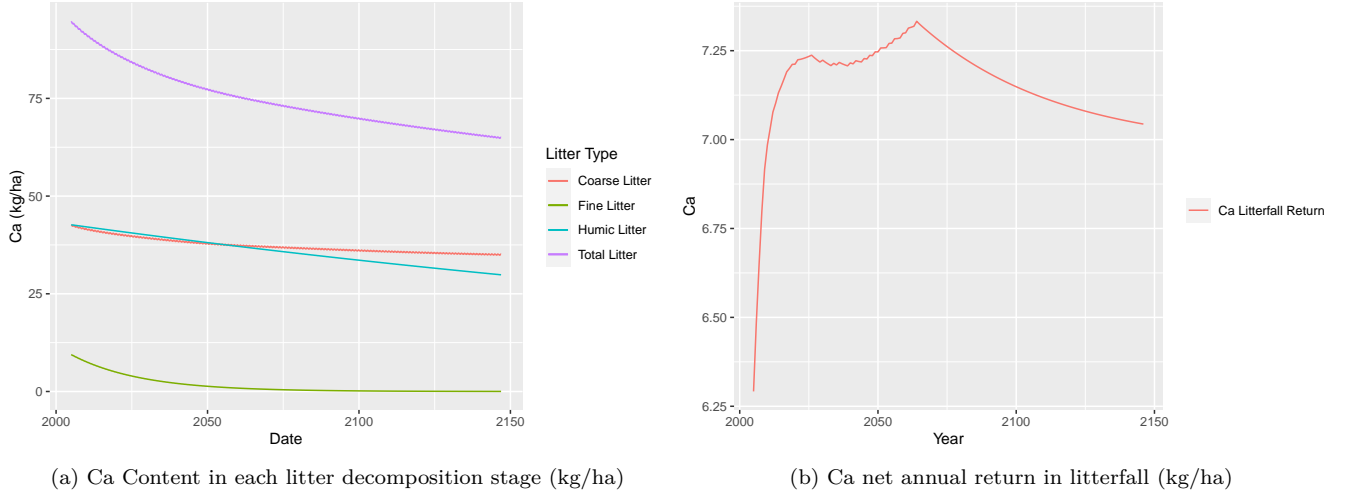 75
50
25
0
Ca (kg/ha)
2000 2050 2100 2150
Date
Litter Type
Coarse Litter
Fine Litter
Humic Litter
Total Litter
(a) Ca Content in each litter decomposition stage (kg/ha)
7.25
7.00
6.75
6.50
6.25
Ca
2000 2050 2100 2150
Year
Ca Litterfall Return
(b) Ca net annual return in litterfall (kg/ha)